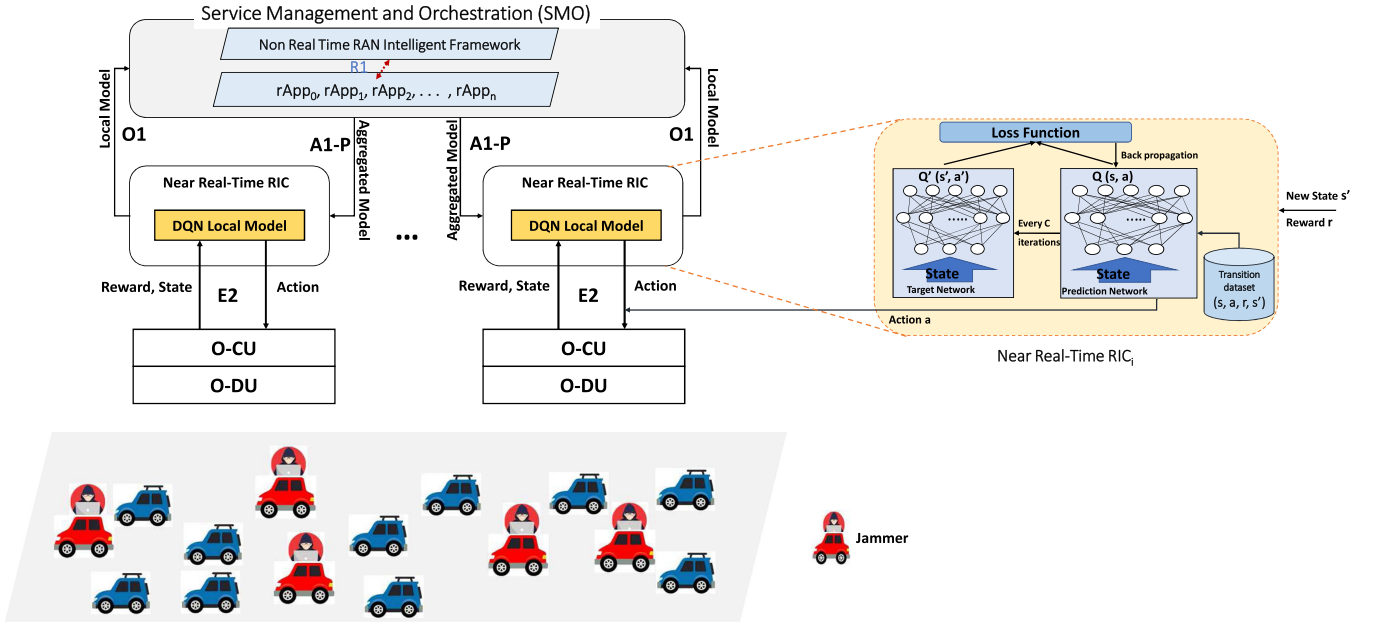 Service Management and Orchestration (SMO)
Non Real Time RAN Intelligent Framework
R1
rApp0, rApp1, rApp2, . . . , rAppn
Local Model
O1
A1-P
Aggregated Model
Aggregated Model
A1-P
O1
Local Model
Near Real-Time RIC
DQN Local Model
...
Near Real-Time RIC
DQN Local Model
Reward, State
E2
Action
Reward, State
E2
Action
O-CU
O-DU
O-CU
O-DU
Loss Function
Back propagation
Q’ (s’, a’)
Q (s, a)
......
......
Every C
iterations
State
Target Network
State
Prediction Network
Transition
dataset
(s, a, r, s’)
New State s’
Reward r
Action a
Near Real-Time RICi
Jammer